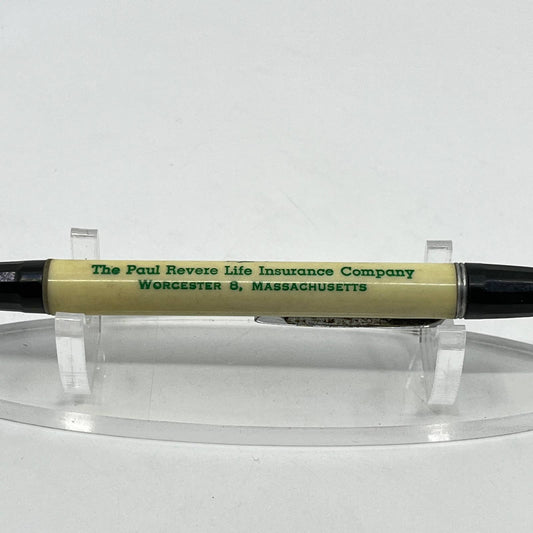 The Paul Revere Life Insurance Company
Worcester 8, Massachusetts